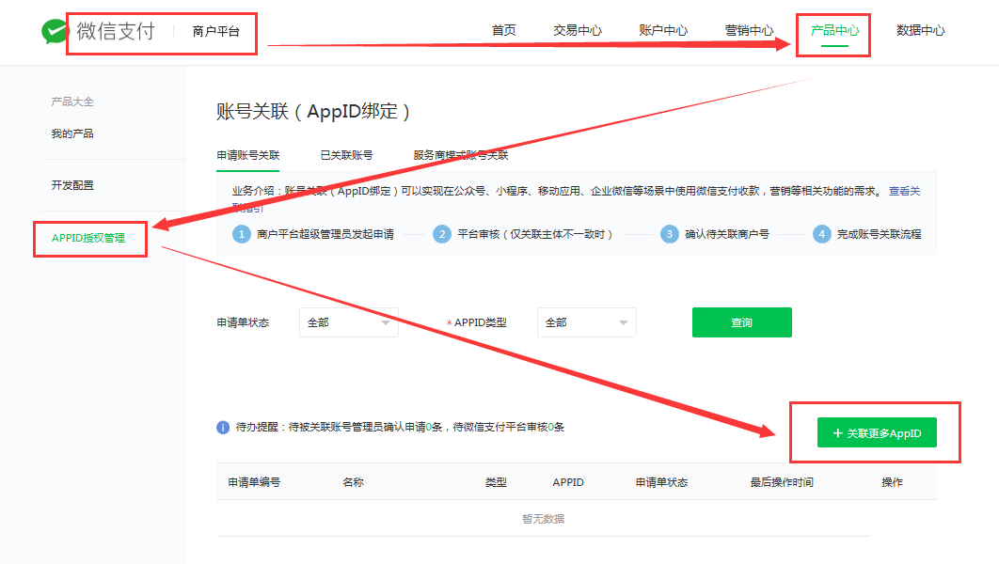 微信支付 商户平台 首页 交易中心 账户中心 营销中心 产品中心 数据中心
产品大全
我的产品
开发配置
APPID授权管理
账号关联（AppID绑定）
申请账号关联 已关联账号 服务商模式账号关联
业务介绍：账号关联（AppID绑定）可以实现在公众号、小程序、移动应用、企业微信等场景中使用微信支付收款，营销等相关功能的需求。 查看关
联指引
1 商户平台超级管理员发起申请 2 平台审核（仅关联主体不一致时） 3 确认待关联商户号 4 完成账号关联流程
申请单状态 全部 *APPID类型 全部 查询
待办提醒：待被关联账号管理员确认申请0条，待微信支付平台审核0条
+ 关联更多AppID
申请单编号 名称 类型 APPID 申请单状态 最后操作时间 操作
暂无数据